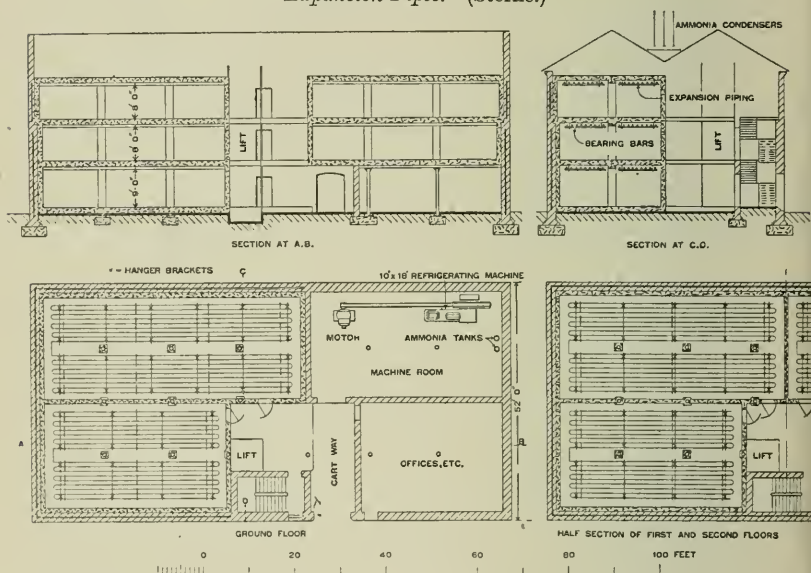 Expansion Pipes. (Sterne.)
AMMONIA CONDENSERS
EXPANSION PIPING
BEARING BARS
LIFT
LIFT
SECTION AT A.B.
SECTION AT C.D.
× = HANGER BRACKETS
C
10" x 18" REFRIGERATING MACHINE
MOTOR
AMMONIA TANKS
MACHINE ROOM
52' 0"
A
B
LIFT
CART WAY
OFFICES, ETC.
LIFT
D
GROUND FLOOR
HALF SECTION OF FIRST AND SECOND FLOORS
0 20 40 60 80 100 FEET